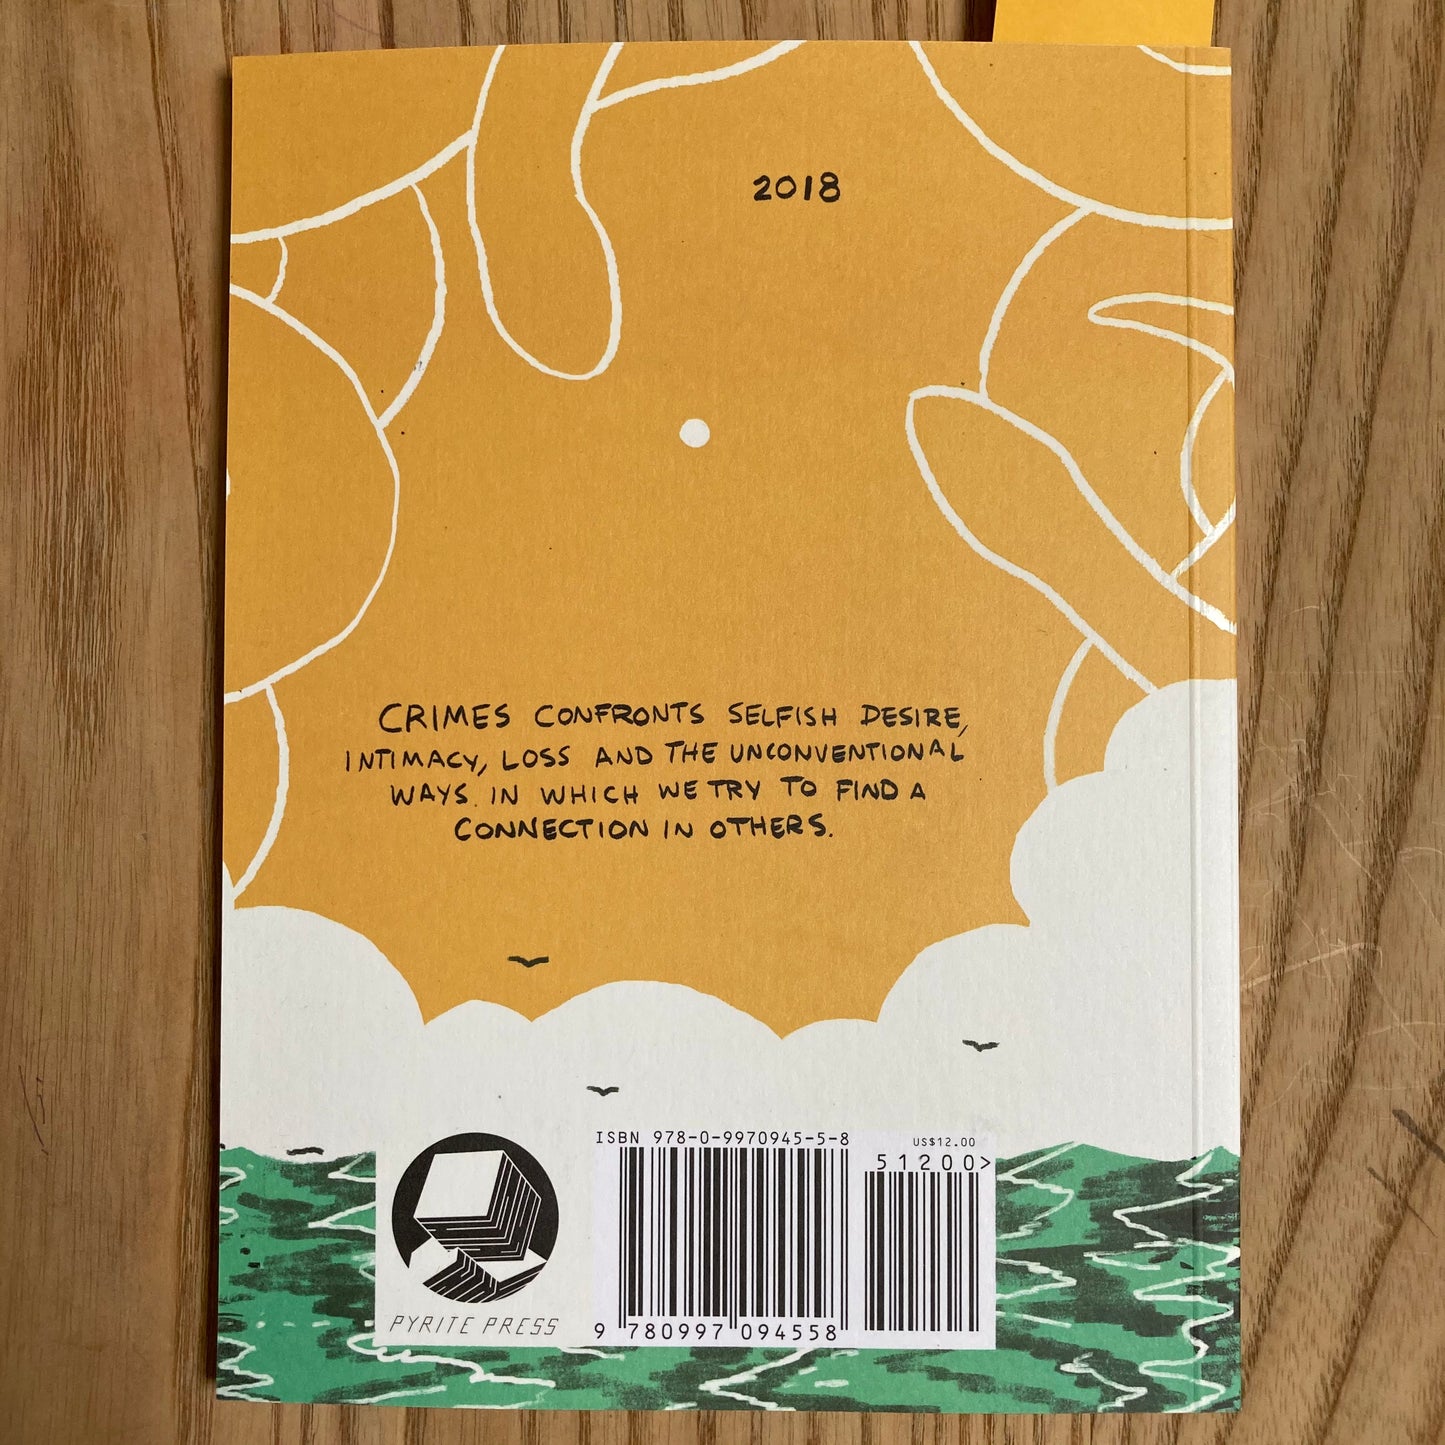 2018
CRIMES CONFRONTS SELFISH DESIRE,
INTIMACY, LOSS AND THE UNCONVENTIONAL
WAYS IN WHICH WE TRY TO FIND A
CONNECTION IN OTHERS.
ISBN 978-0-9970945-5-8
US$12.00
51200>
9 780997 094558
PYRITE PRESS